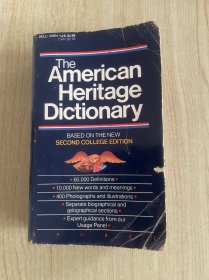 The
American
Heritage
Dictionary
BASED ON THE NEW
SECOND COLLEGE EDITION
• 60,000 Definitions •
• 10,000 New words and meanings •
• 400 Photographs and illustrations •
• Separate biographical and
geographical sections •
• Expert guidance from our
Usage Panel •